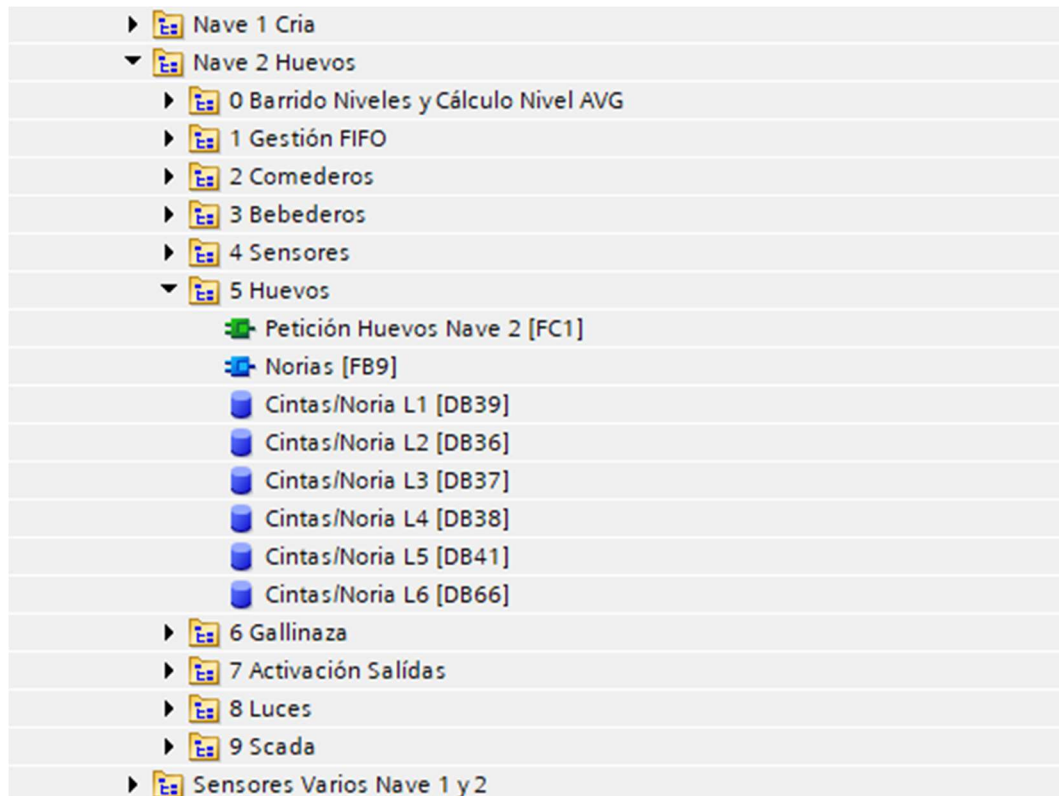 Nave 1 Cria
Nave 2 Huevos
0 Barrido Niveles y Cálculo Nivel AVG
1 Gestión FIFO
2 Comederos
3 Bebederos
4 Sensores
5 Huevos
Petición Huevos Nave 2 [FC1]
Norias [FB9]
Cintas/Noria L1 [DB39]
Cintas/Noria L2 [DB36]
Cintas/Noria L3 [DB37]
Cintas/Noria L4 [DB38]
Cintas/Noria L5 [DB41]
Cintas/Noria L6 [DB66]
6 Gallinaza
7 Activación Salídas
8 Luces
9 Scada
Sensores Varios Nave 1 y 2